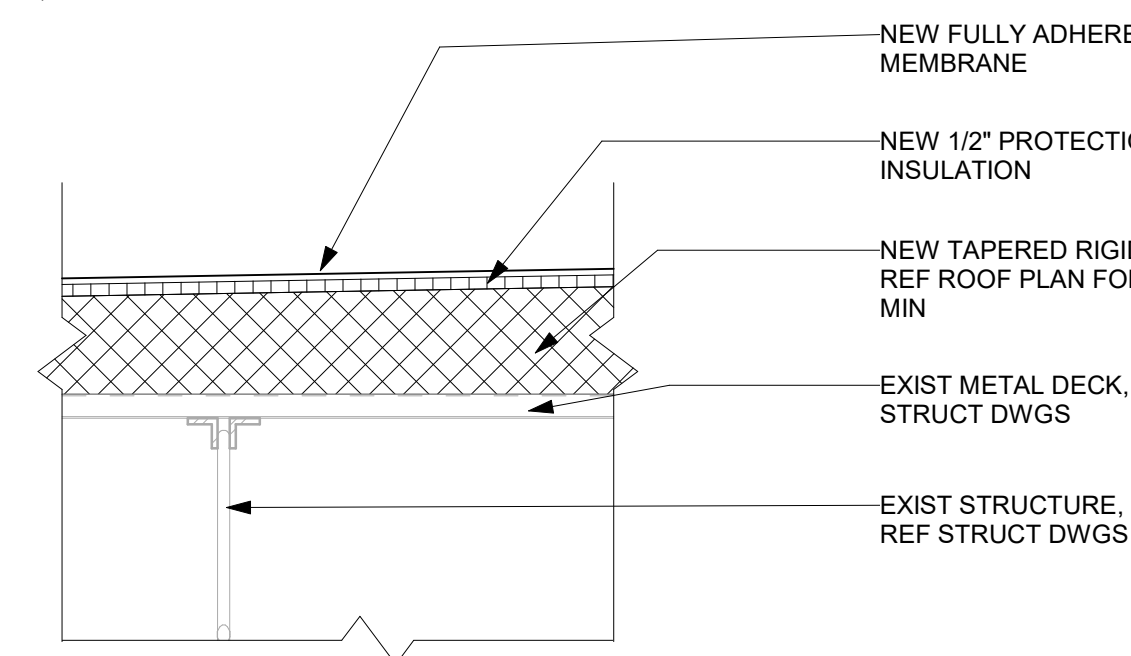 NEW FULLY ADHERE
MEMBRANE
NEW 1/2" PROTECTIO
INSULATION
NEW TAPERED RIGI
REF ROOF PLAN FO
MIN
EXIST METAL DECK,
STRUCT DWGS
EXIST STRUCTURE,
REF STRUCT DWGS